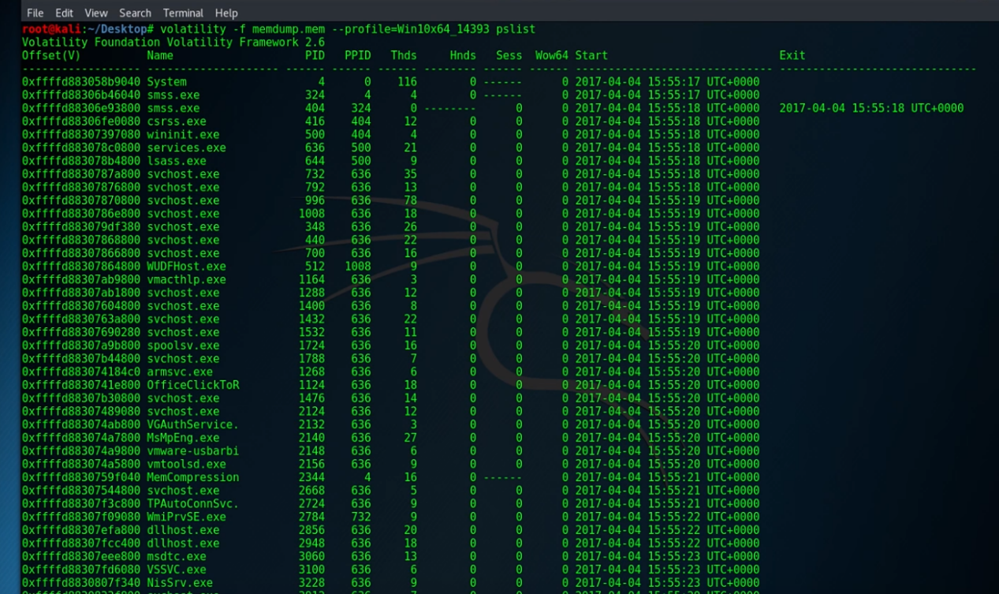 File Edit View Search Terminal Help
root@kali:~/Desktop# volatility -f memdump.mem --profile=Win10x64_14393 pslist
Volatility Foundation Volatility Framework 2.6
Offset(V) Name PID PPID Thds Hnds Sess Wow64 Start Exit
------------------ -------------------- ------ ------ ------ -------- ------ ------ ------------------------------ ------------------------------
0xffffd883058b9040 System 4 0 116 0 ------ 0 2017-04-04 15:55:17 UTC+0000
0xffffd88306b46040 smss.exe 324 4 4 0 ------ 0 2017-04-04 15:55:17 UTC+0000
0xffffd88306e93800 smss.exe 404 324 0 -------- 0 0 2017-04-04 15:55:18 UTC+0000 2017-04-04 15:55:18 UTC+0000
0xffffd88306fe0080 csrss.exe 416 404 12 0 0 0 2017-04-04 15:55:18 UTC+0000
0xffffd88307397080 wininit.exe 500 404 4 0 0 0 2017-04-04 15:55:18 UTC+0000
0xffffd883078c0800 services.exe 636 500 21 0 0 0 2017-04-04 15:55:18 UTC+0000
0xffffd883078b4800 lsass.exe 644 500 9 0 0 0 2017-04-04 15:55:18 UTC+0000
0xffffd8830787a800 svchost.exe 732 636 35 0 0 0 2017-04-04 15:55:18 UTC+0000
0xffffd88307876800 svchost.exe 792 636 13 0 0 0 2017-04-04 15:55:18 UTC+0000
0xffffd88307870800 svchost.exe 996 636 78 0 0 0 2017-04-04 15:55:19 UTC+0000
0xffffd8830786e800 svchost.exe 1008 636 18 0 0 0 2017-04-04 15:55:19 UTC+0000
0xffffd883079df380 svchost.exe 348 636 26 0 0 0 2017-04-04 15:55:19 UTC+0000
0xffffd88307868800 svchost.exe 440 636 22 0 0 0 2017-04-04 15:55:19 UTC+0000
0xffffd88307866800 svchost.exe 700 636 16 0 0 0 2017-04-04 15:55:19 UTC+0000
0xffffd88307864800 WUDFHost.exe 512 1008 9 0 0 0 2017-04-04 15:55:19 UTC+0000
0xffffd88307ab9800 vmacthlp.exe 1164 636 3 0 0 0 2017-04-04 15:55:19 UTC+0000
0xffffd88307ab1800 svchost.exe 1288 636 12 0 0 0 2017-04-04 15:55:19 UTC+0000
0xffffd88307604800 svchost.exe 1400 636 8 0 0 0 2017-04-04 15:55:19 UTC+0000
0xffffd8830763a800 svchost.exe 1432 636 22 0 0 0 2017-04-04 15:55:19 UTC+0000
0xffffd88307690280 svchost.exe 1532 636 11 0 0 0 2017-04-04 15:55:19 UTC+0000
0xffffd88307a9b800 spoolsv.exe 1724 636 16 0 0 0 2017-04-04 15:55:20 UTC+0000
0xffffd88307b44800 svchost.exe 1788 636 7 0 0 0 2017-04-04 15:55:20 UTC+0000
0xffffd883074184c0 armsvc.exe 1268 636 6 0 0 0 2017-04-04 15:55:20 UTC+0000
0xffffd8830741e800 OfficeClickToR 1124 636 18 0 0 0 2017-04-04 15:55:20 UTC+0000
0xffffd88307b30800 svchost.exe 1476 636 14 0 0 0 2017-04-04 15:55:20 UTC+0000
0xffffd88307489080 svchost.exe 2124 636 12 0 0 0 2017-04-04 15:55:20 UTC+0000
0xffffd883074ab800 VGAuthService. 2132 636 3 0 0 0 2017-04-04 15:55:20 UTC+0000
0xffffd883074a7800 MsMpEng.exe 2140 636 27 0 0 0 2017-04-04 15:55:20 UTC+0000
0xffffd883074a9800 vmware-usbarbi 2148 636 6 0 0 0 2017-04-04 15:55:20 UTC+0000
0xffffd883074a5800 vmtoolsd.exe 2156 636 9 0 0 0 2017-04-04 15:55:20 UTC+0000
0xffffd8830759f040 MemCompression 2344 4 16 0 ------ 0 2017-04-04 15:55:21 UTC+0000
0xffffd88307544800 svchost.exe 2668 636 5 0 0 0 2017-04-04 15:55:21 UTC+0000
0xffffd88307f3c800 TPAutoConnSvc. 2724 636 9 0 0 0 2017-04-04 15:55:21 UTC+0000
0xffffd88307f09080 WmiPrvSE.exe 2784 732 9 0 0 0 2017-04-04 15:55:22 UTC+0000
0xffffd88307efa800 dllhost.exe 2856 636 20 0 0 0 2017-04-04 15:55:22 UTC+0000
0xffffd88307fcc400 dllhost.exe 2948 636 18 0 0 0 2017-04-04 15:55:22 UTC+0000
0xffffd88307eee800 msdtc.exe 3060 636 13 0 0 0 2017-04-04 15:55:23 UTC+0000
0xffffd88307fd6080 VSSVC.exe 3100 636 6 0 0 0 2017-04-04 15:55:23 UTC+0000
0xffffd8830807f340 NisSrv.exe 3228 636 9 0 0 0 2017-04-04 15:55:23 UTC+0000